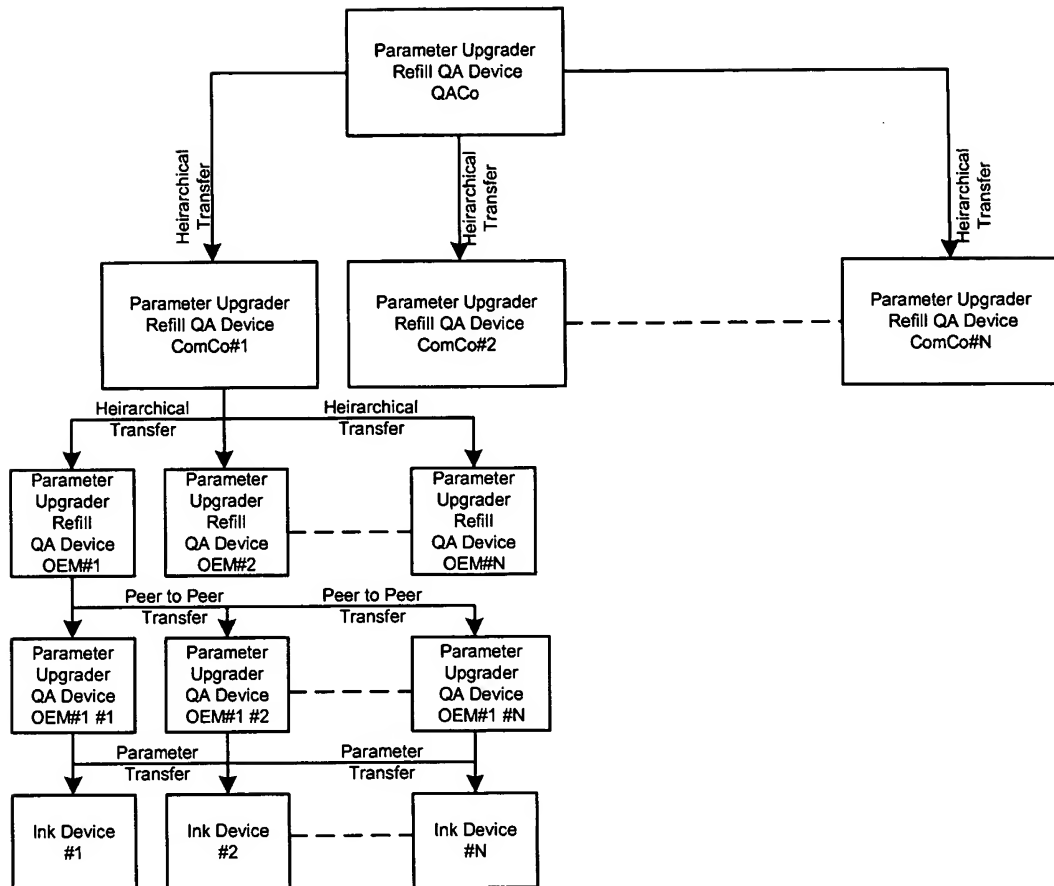 Parameter Upgrader
Refill QA Device
QACo
Heirarchical
Transfer
Heirarchical
Transfer
Heirarchical
Transfer
Parameter Upgrader
Refill QA Device
ComCo#1
Parameter Upgrader
Refill QA Device
ComCo#2
Parameter Upgrader
Refill QA Device
ComCo#N
Heirarchical
Transfer
Heirarchical
Transfer
Parameter
Upgrader
Refill
QA Device
OEM#1
Parameter
Upgrader
Refill
QA Device
OEM#2
Parameter
Upgrader
Refill
QA Device
OEM#N
Peer to Peer
Transfer
Peer to Peer
Transfer
Parameter
Upgrader
QA Device
OEM#1 #1
Parameter
Upgrader
QA Device
OEM#1 #2
Parameter
Upgrader
QA Device
OEM#1 #N
Parameter
Transfer
Parameter
Transfer
Ink Device
#1
Ink Device
#2
Ink Device
#N